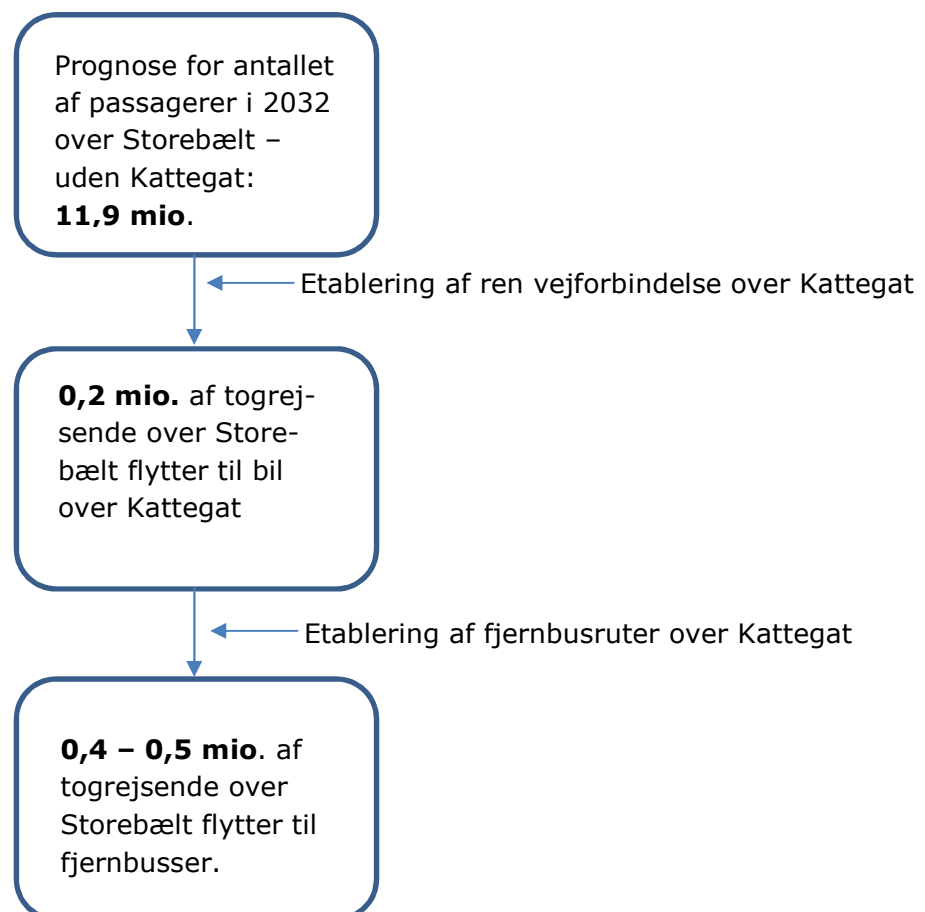 Prognose for antallet
af passagerer i 2032
over Storebælt –
uden Kattegat:
11,9 mio.
Etablering af ren vejforbindelse over Kattegat
0,2 mio. af togrej-
sende over Store-
bælt flytter til bil
over Kattegat
Etablering af fjernbusruter over Kattegat
0,4 – 0,5 mio. af
togrejsende over
Storebælt flytter til
fjernbusser.